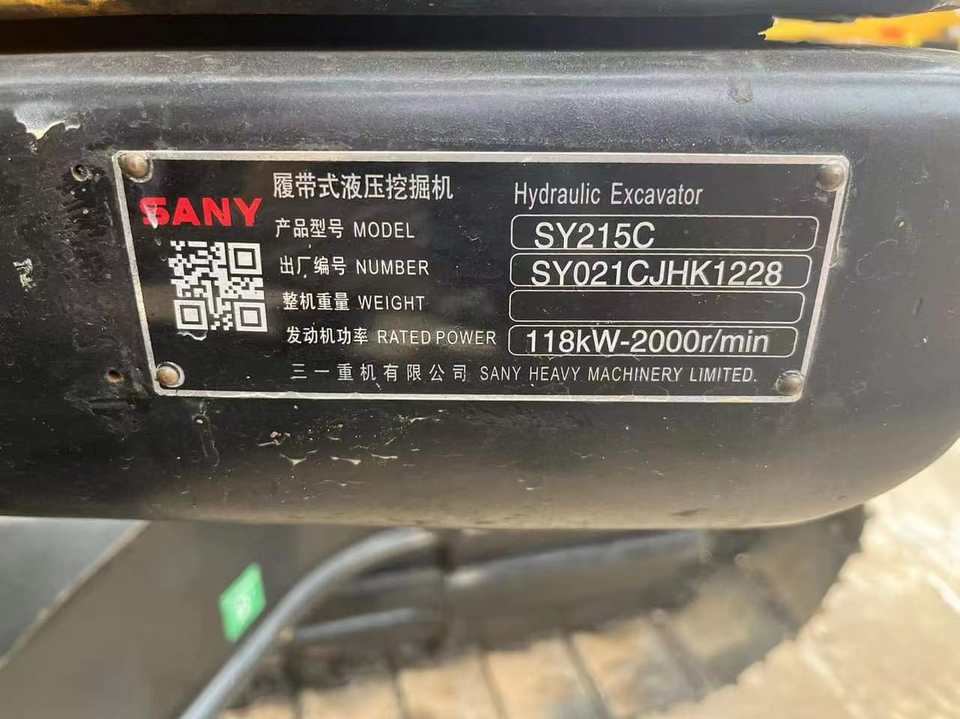 履带式液压挖掘机 Hydraulic Excavator
SANY
产品型号 MODEL SY215C
出厂编号 NUMBER SY021CJHK1228
整机重量 WEIGHT
发动机功率 RATED POWER 118kW-2000r/min
三一重机有限公司 SANY HEAVY MACHINERY LIMITED.